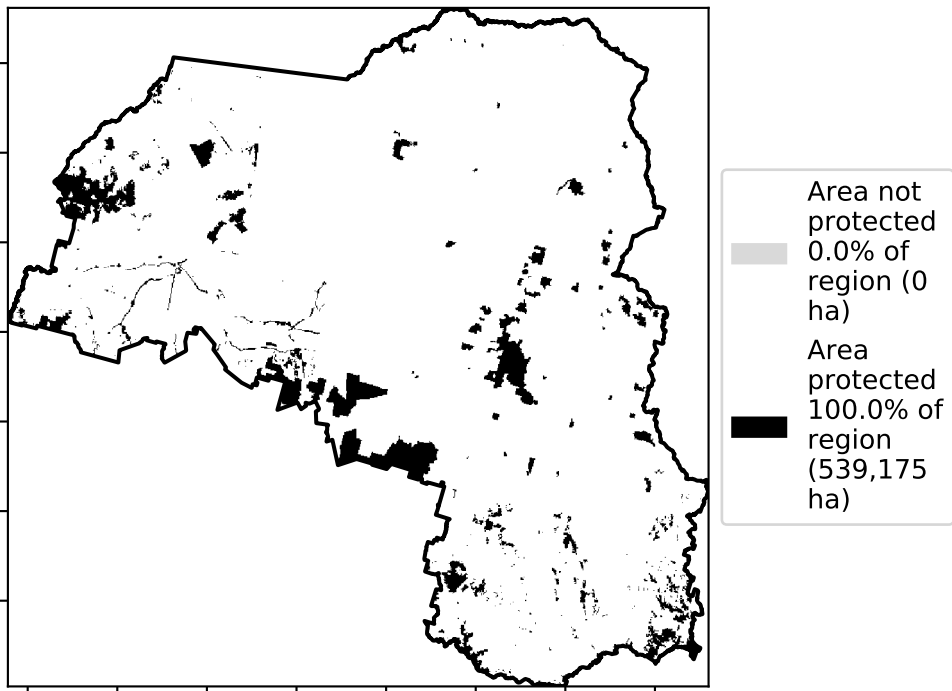 Area not
protected
0.0% of
region (0
ha)
Area
protected
100.0% of
region
(539,175
ha)